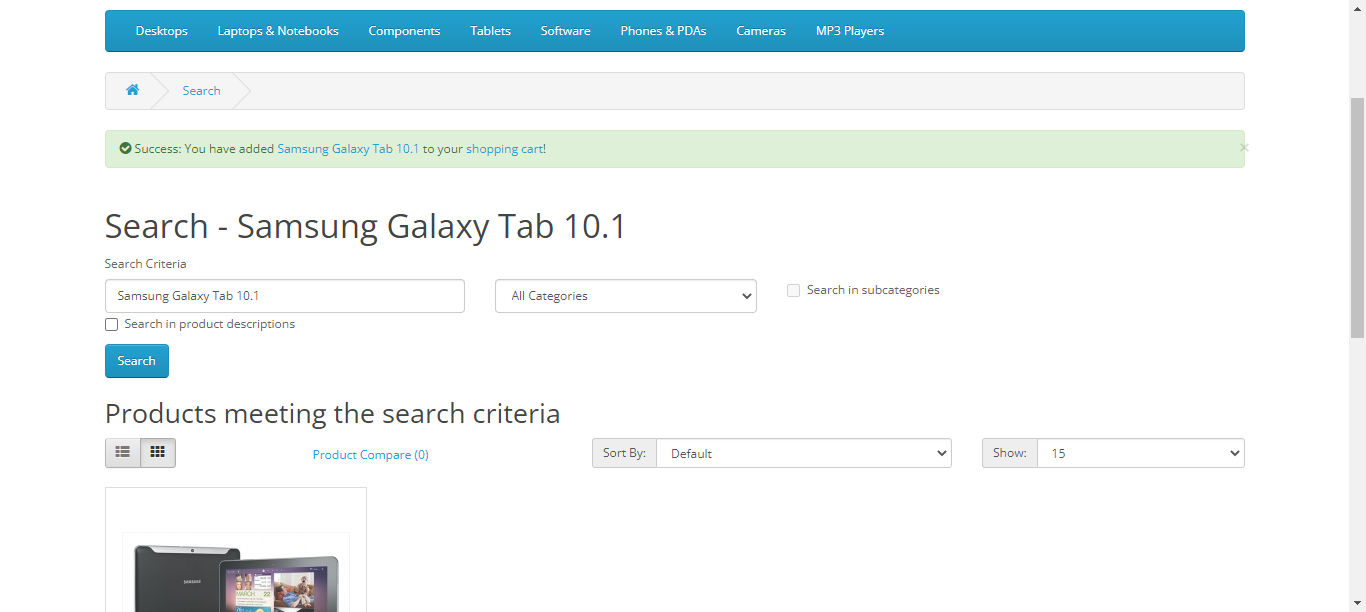 Desktops Laptops & Notebooks Components Tablets Software Phones & PDAs Cameras MP3 Players
Search
Success: You have added Samsung Galaxy Tab 10.1 to your shopping cart! ×
Search - Samsung Galaxy Tab 10.1
Search Criteria
Samsung Galaxy Tab 10.1 All Categories Search in subcategories
Search in product descriptions
Search
Products meeting the search criteria
Product Compare (0) Sort By: Default Show: 15
SAMSUNG
MARCH 22